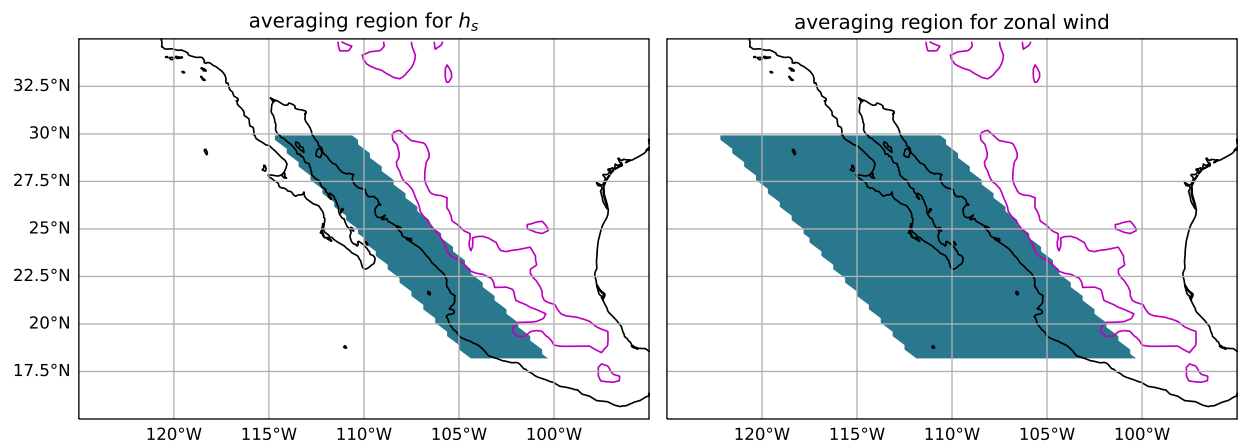 averaging region for hₛ
averaging region for zonal wind
32.5°N
30°N
27.5°N
25°N
22.5°N
20°N
17.5°N
120°W 115°W 110°W 105°W 100°W
120°W 115°W 110°W 105°W 100°W